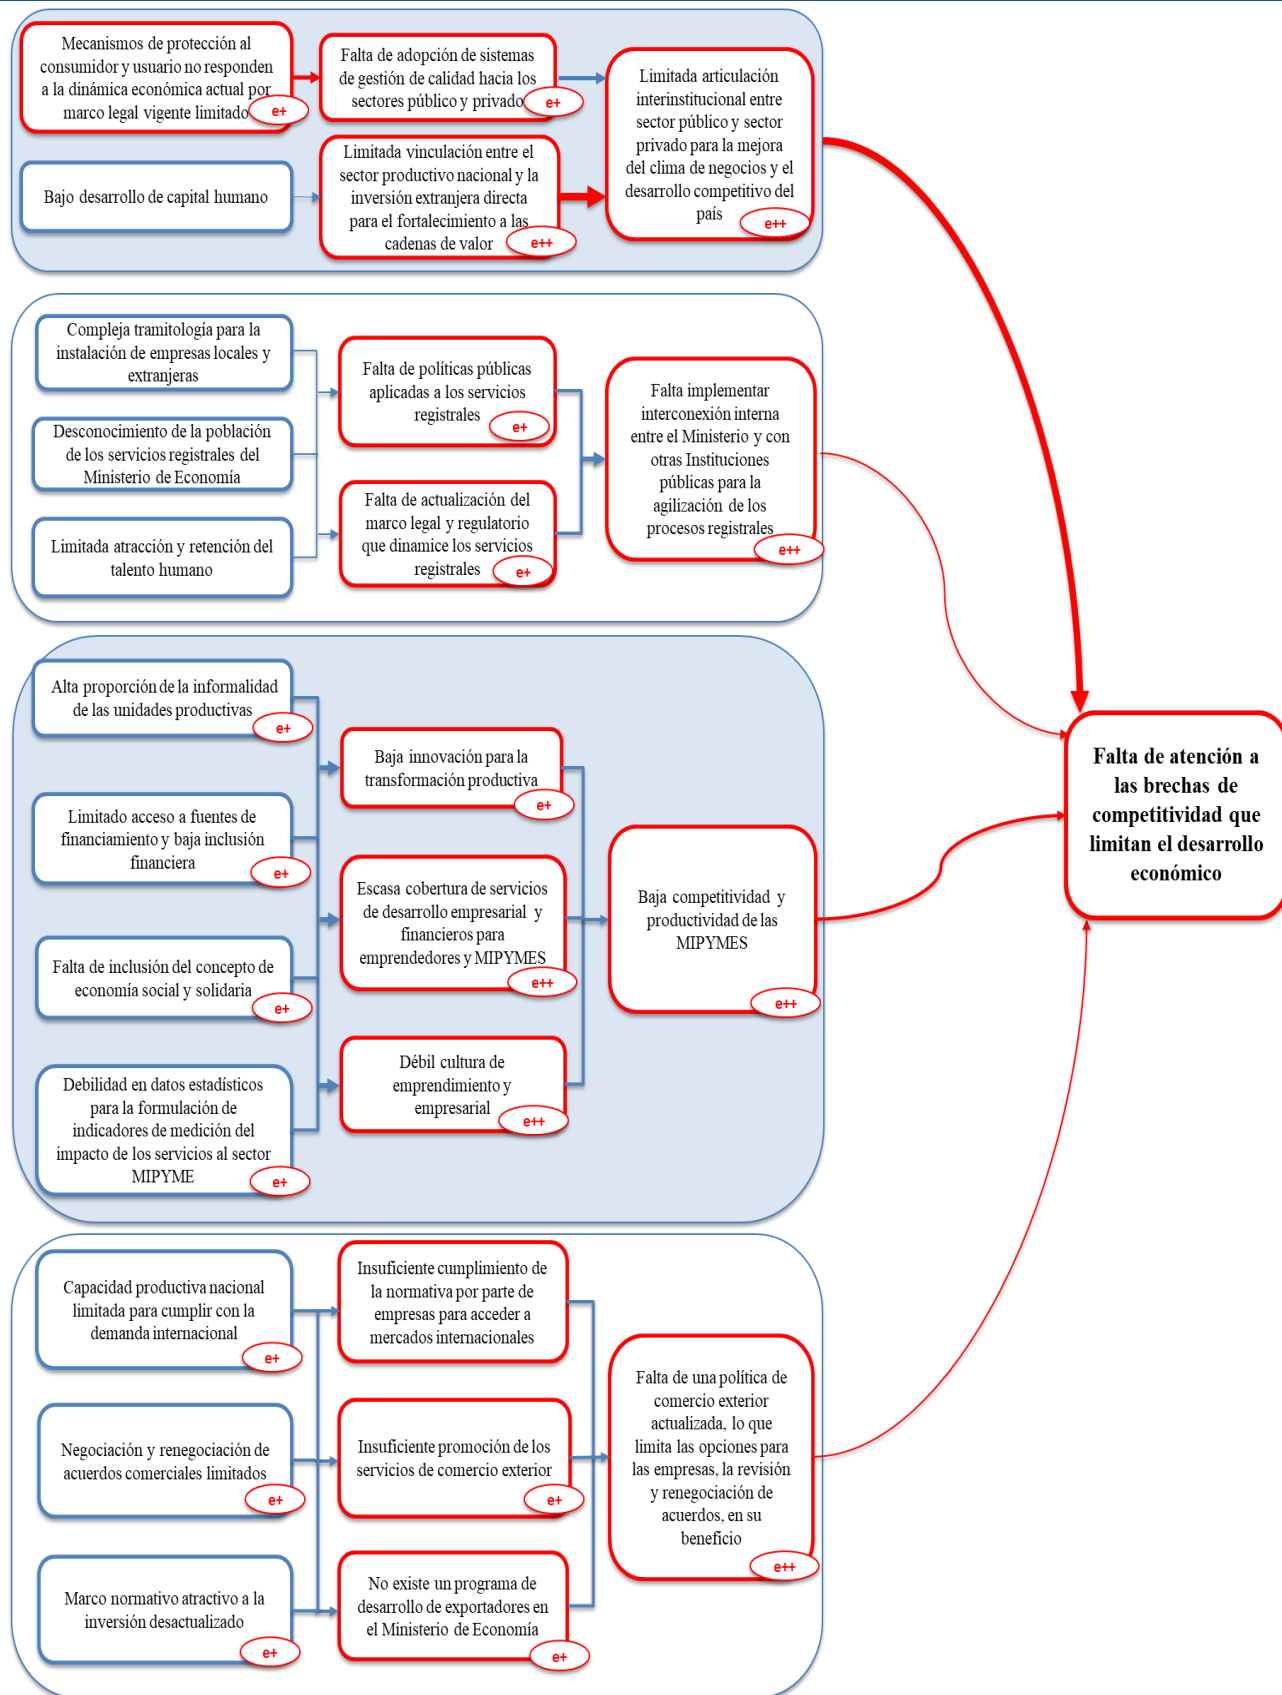 Mecanismos de protección al
consumidor y usuario no responden
a la dinámica económica actual por
marco legal vigente limitado
e+
Falta de adopción de sistemas
de gestión de calidad hacia los
sectores público y privado
e+
Limitada articulación
interinstitucional entre
sector público y sector
privado para la mejora
del clima de negocios y el
desarrollo competitivo del
país
e++
Bajo desarrollo de capital humano
Limitada vinculación entre el
sector productivo nacional y la
inversión extranjera directa
para el fortalecimiento a las
cadenas de valor
e++
Compleja tramitología para la
instalación de empresas locales y
extranjeras
Desconocimiento de la población
de los servicios registrales del
Ministerio de Economía
Limitada atracción y retención del
talento humano
Falta de políticas públicas
aplicadas a los servicios
registrales
e+
Falta de actualización del
marco legal y regulatorio
que dinamice los servicios
registrales
e+
Falta implementar
interconexión interna
entre el Ministerio y con
otras Instituciones
públicas para la
agilización de los
procesos registrales
e++
Alta proporción de la informalidad
de las unidades productivas
e+
Limitado acceso a fuentes de
financiamiento y baja inclusión
financiera
e+
Falta de inclusión del concepto de
economía social y solidaria
e+
Debilidad en datos estadísticos
para la formulación de
indicadores de medición del
impacto de los servicios al sector
MIPYME
e+
Baja innovación para la
transformación productiva
e+
Escasa cobertura de servicios
de desarrollo empresarial y
financieros para
emprendedores y MIPYMES
e++
Débil cultura de
emprendimiento y
empresarial
e++
Baja competitividad y
productividad de las
MIPYMES
e++
Falta de atención a
las brechas de
competitividad que
limitan el desarrollo
económico
Capacidad productiva nacional
limitada para cumplir con la
demanda internacional
e+
Negociación y renegociación de
acuerdos comerciales limitados
e+
Marco normativo atractivo a la
inversión desactualizado
e+
Insuficiente cumplimiento de
la normativa por parte de
empresas para acceder a
mercados internacionales
Insuficiente promoción de los
servicios de comercio exterior
e+
No existe un programa de
desarrollo de exportadores en
el Ministerio de Economía
e+
Falta de una política de
comercio exterior
actualizada, lo que
limita las opciones para
las empresas, la revisión
y renegociación de
acuerdos, en su
beneficio
e++